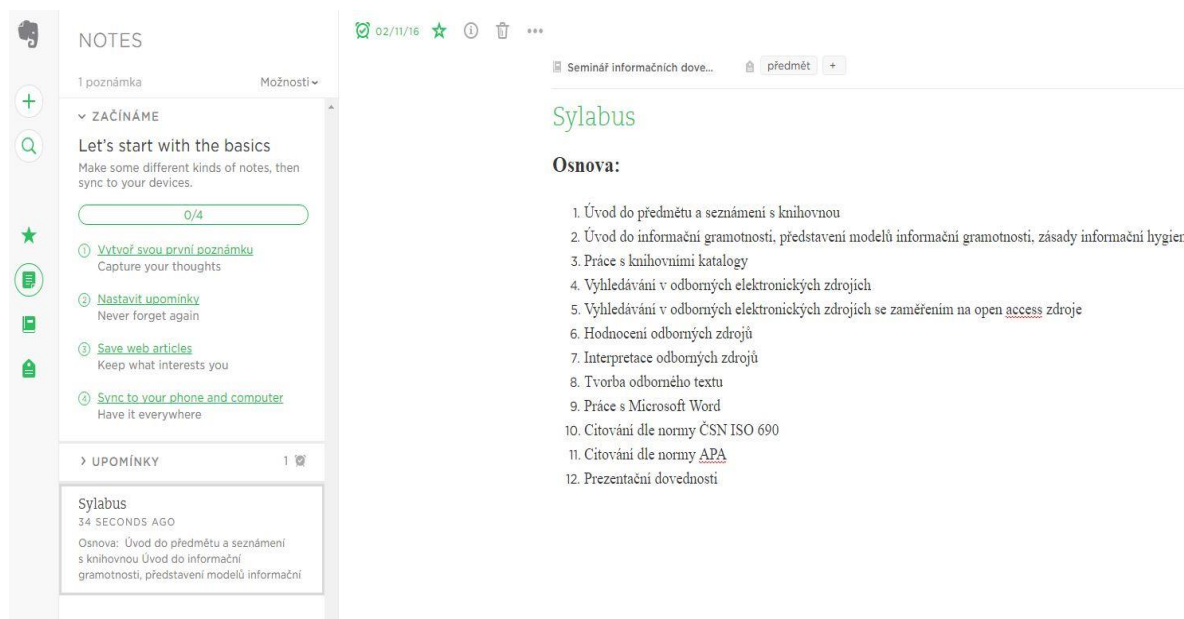 NOTES
1 poznámka
Možnosti
ZAČÍNÁME
Let's start with the basics
Make some different kinds of notes, then
sync to your devices.
0/4
1 Vytvoř svou první poznámku
Capture your thoughts
2 Nastavit upomínky
Never forget again
3 Save web articles
Keep what interests you
4 Sync to your phone and computer
Have it everywhere
UPOMÍNKY
1
Sylabus
34 SECONDS AGO
Osnova: Úvod do předmětu a seznámení
s knihovnou Úvod do informační
gramotnosti, představení modelů informační
02/11/16
Seminář informačních dove...
předmět
+
Sylabus
Osnova:
1. Úvod do předmětu a seznámení s knihovnou
2. Úvod do informační gramotnosti, představení modelů informační gramotnosti, zásady informační hygien
3. Práce s knihovními katalogy
4. Vyhledávání v odborných elektronických zdrojích
5. Vyhledávání v odborných elektronických zdrojích se zaměřením na open access zdroje
6. Hodnocení odborných zdrojů
7. Interpretace odborných zdrojů
8. Tvorba odborného textu
9. Práce s Microsoft Word
10. Citování dle normy ČSN ISO 690
11. Citování dle normy APA
12. Prezentační dovednosti